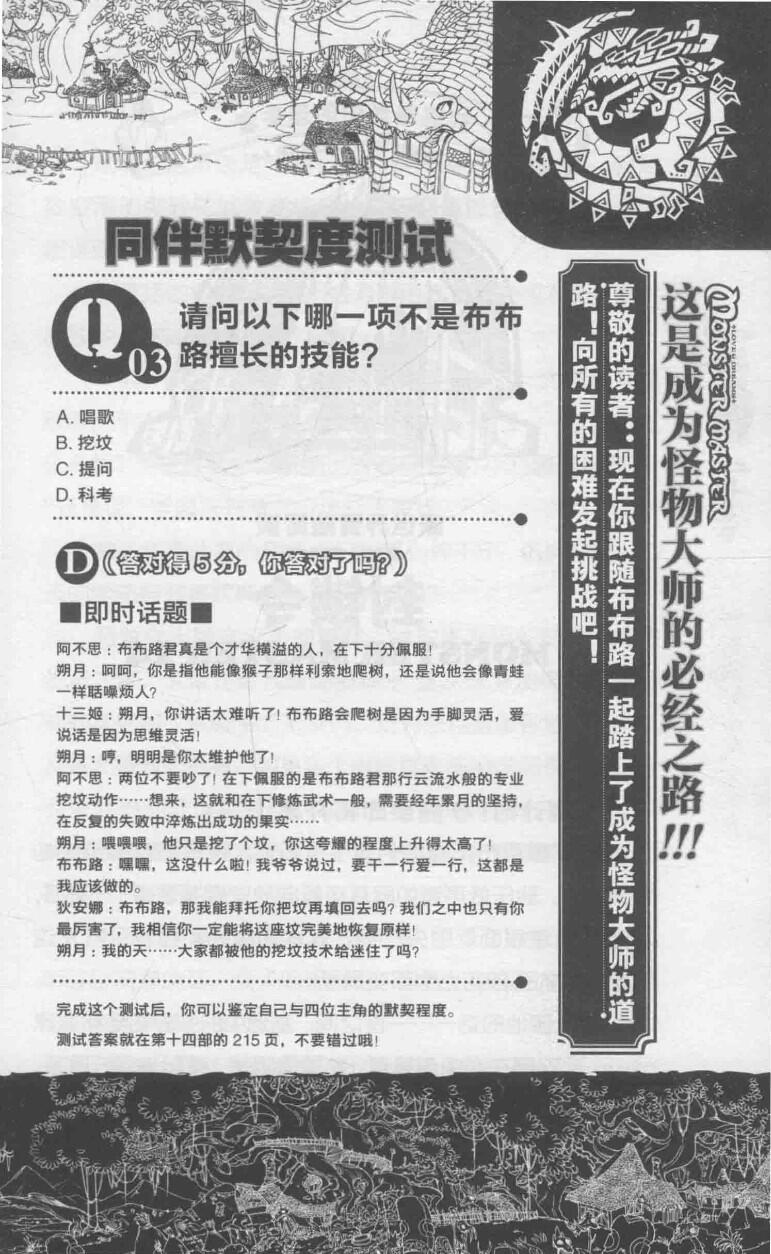 同伴默契度测试
Q03
请问以下哪一项不是布布
路擅长的技能?
A. 唱歌
B. 挖坟
C. 提问
D. 科考
D《答对得5分,你答对了吗?》
■即时话题■
阿不思:布布路君真是个才华横溢的人,在下十分佩服!
朔月:呵呵,你是指他能像猴子那样利索地爬树,还是说他会像青蛙
一样聒噪烦人?
十三姬:朔月,你讲话太难听了!布布路会爬树是因为手脚灵活,爱
说话是因为思维灵活!
朔月:哼,明明是你太维护他了!
阿不思:两位不要吵了!在下佩服的是布布路君那行云流水般的专业
挖坟动作……想来,这就和在下修炼武术一般,需要经年累月的坚持,
在反复的失败中淬炼出成功的果实……
朔月:喂喂喂,他只是挖了个坟,你这夸耀的程度上升得太高了!
布布路:嘿嘿,这没什么啦!我爷爷说过,要干一行爱一行,这都是
我应该做的。
狄安娜:布布路,那我能拜托你把坟再填回去吗?我们之中也只有你
最厉害了,我相信你一定能将这座坟完美地恢复原样!
朔月:我的天……大家都被他的挖坟技术给迷住了吗?
完成这个测试后,你可以鉴定自己与四位主角的默契程度。
测试答案就在第十四部的 215 页,不要错过哦!
MONSTER MASTER
+LOVE & DREAMS+
这是成为怪物大师的必经之路!!!
尊敬的读者:现在你跟随布布路一起踏上了成为怪物大师的道
路!向所有的困难发起挑战吧!